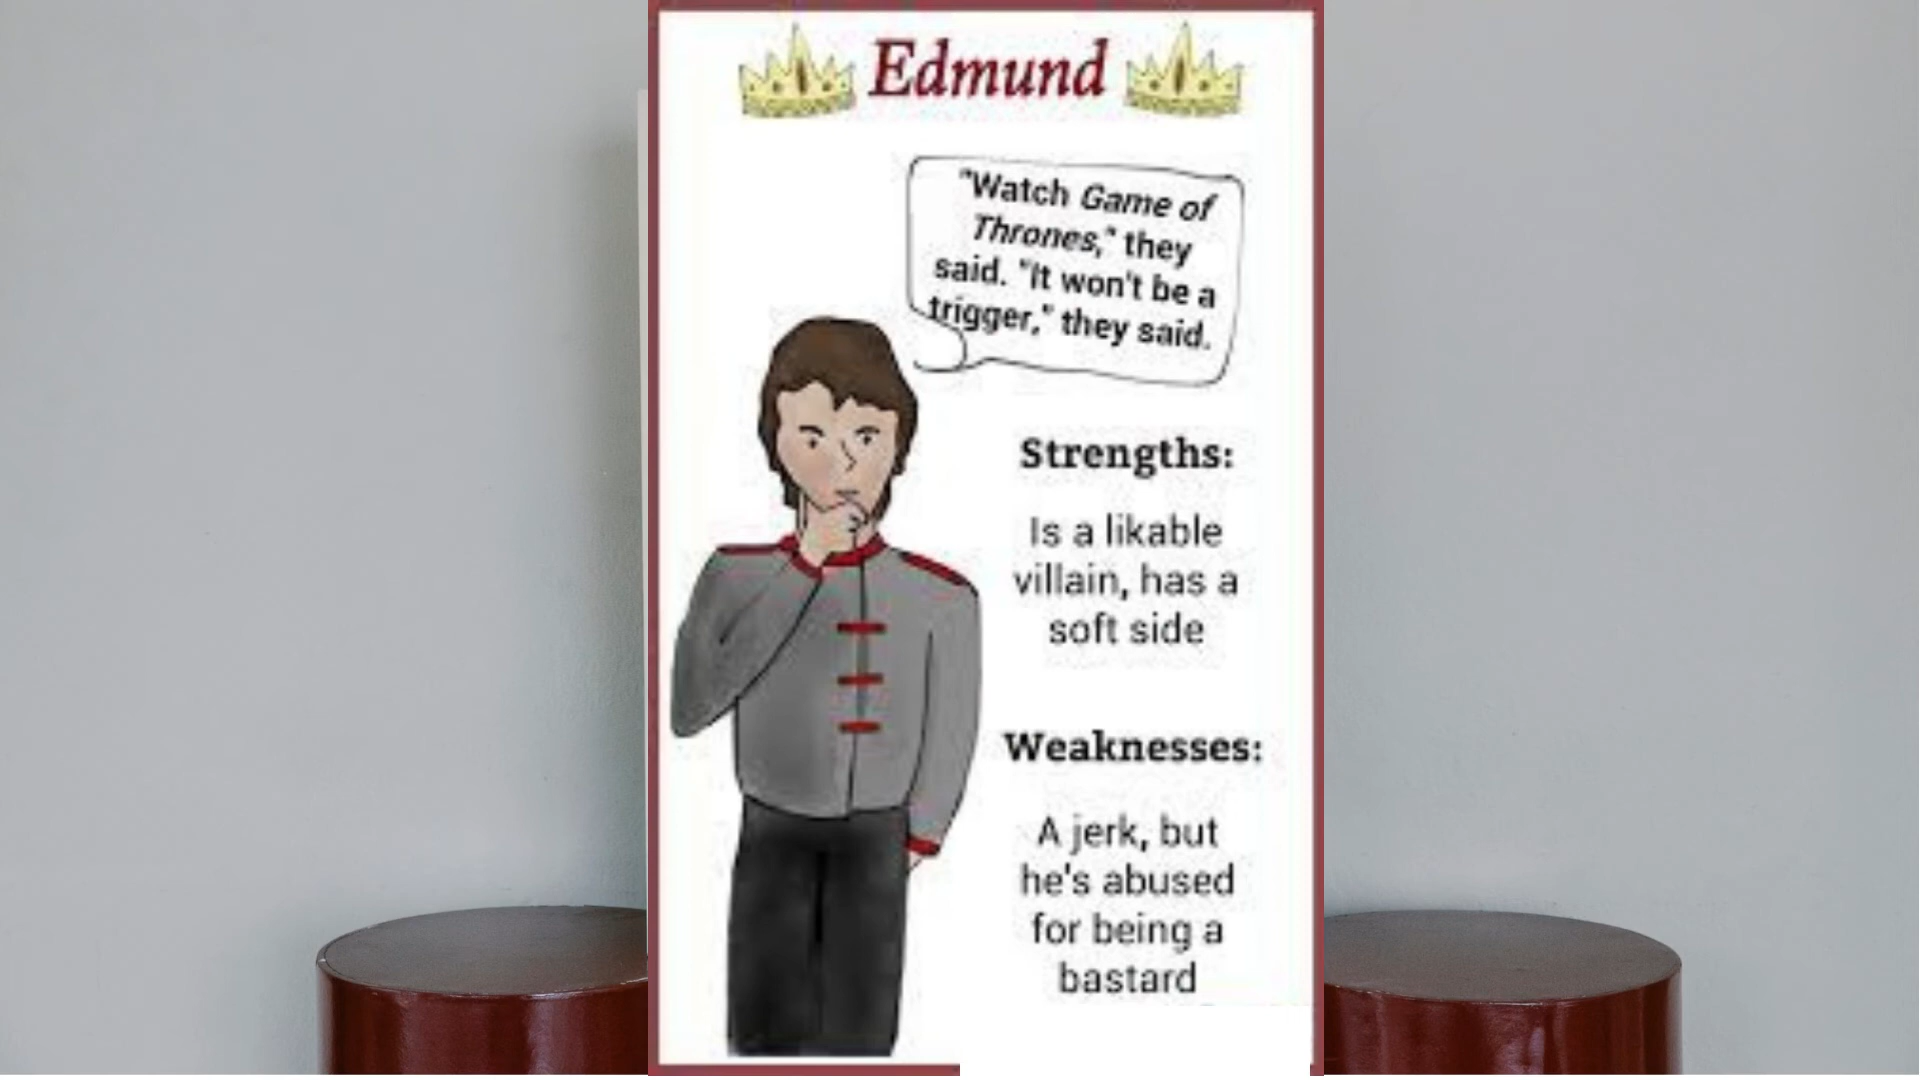 Edmund
"Watch Game of
Thrones," they
said. "It won't be a
trigger," they said.
Strengths:
Is a likable
villain, has a
soft side
Weaknesses:
A jerk, but
he's abused
for being a
bastard